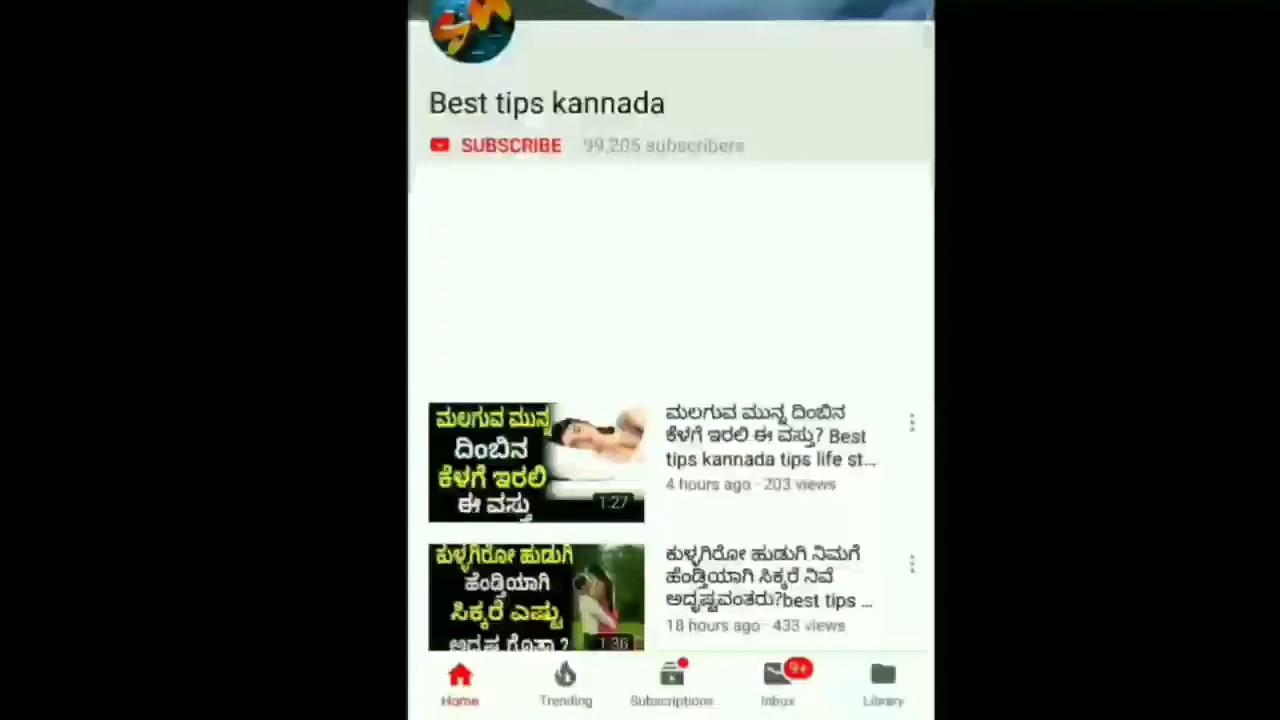 Best tips kannada
SUBSCRIBE 99,205 subscribers
ಮಲಗುವ ಮುನ್ನ
ದಿಂಬಿನ
ಕೆಳಗೆ ಇರಲಿ
ಈ ವಸ್ತು
1:27
ಮಲಗುವ ಮುನ್ನ ದಿಂಬಿನ
ಕೆಳಗೆ ಇರಲಿ ಈ ವಸ್ತು? Best
tips kannada tips life st...
4 hours ago · 203 views
ಕುಳ್ಳಗಿರೋ ಹುಡುಗಿ
ಹೆಂಡ್ತಿಯಾಗಿ
ಸಿಕ್ಕರೆ ಎಷ್ಟು
ಅದೃಷ್ಟ ಗೊತ್ತಾ?
1:36
ಕುಳ್ಳಗಿರೋ ಹುಡುಗಿ ನಿಮಗೆ
ಹೆಂಡ್ತಿಯಾಗಿ ಸಿಕ್ಕರೆ ನಿವೆ
ಅದೃಷ್ಟವಂತರು?best tips ...
18 hours ago · 433 views
9+
Home Trending Subscriptions Inbox Library